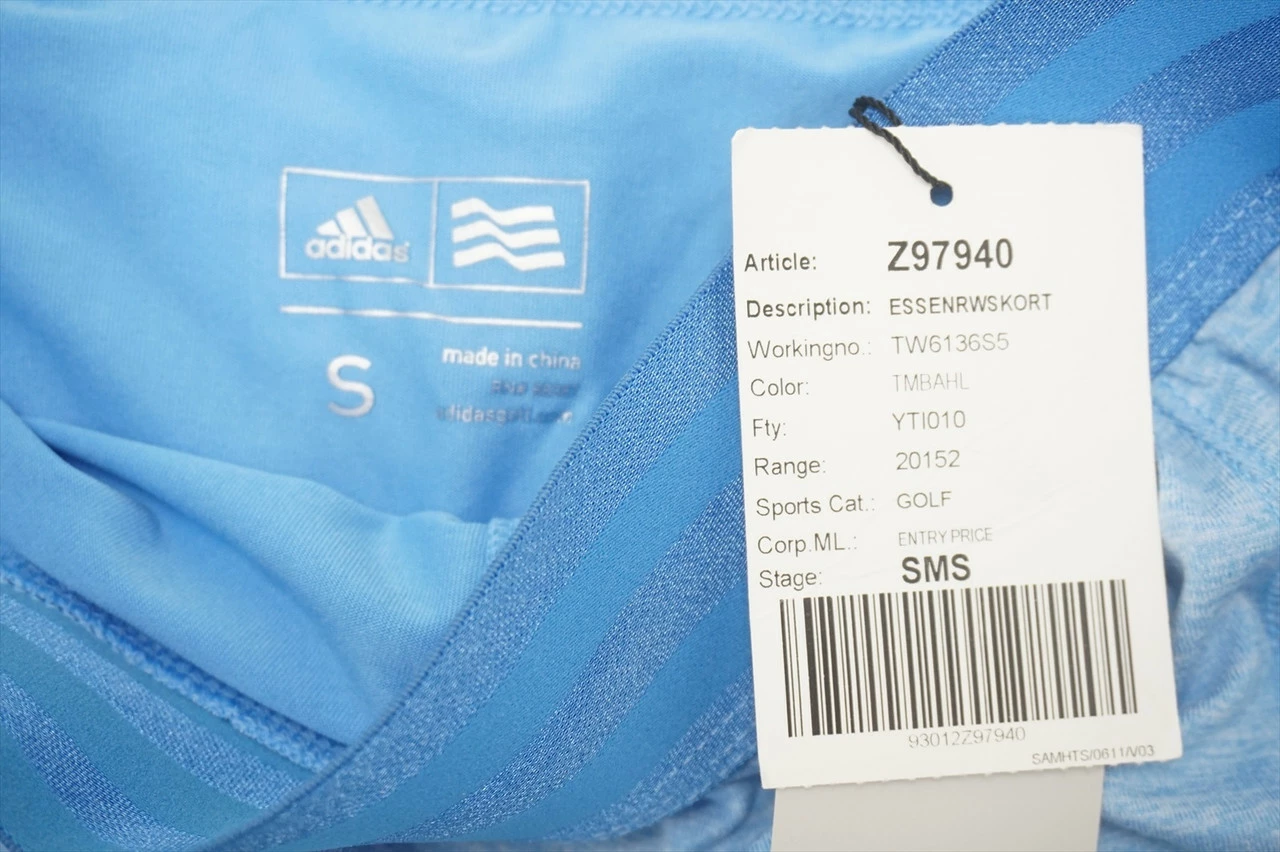 adidas
S
made in china
Article: Z97940
Description: ESSENRWSKORT
Workingno.: TW6136S5
Color: TMBAHL
Fty: YTI010
Range: 20152
Sports Cat.: GOLF
Corp.ML.: ENTRY PRICE
Stage: SMS
93012Z97940
SAMHTS/0611/V03